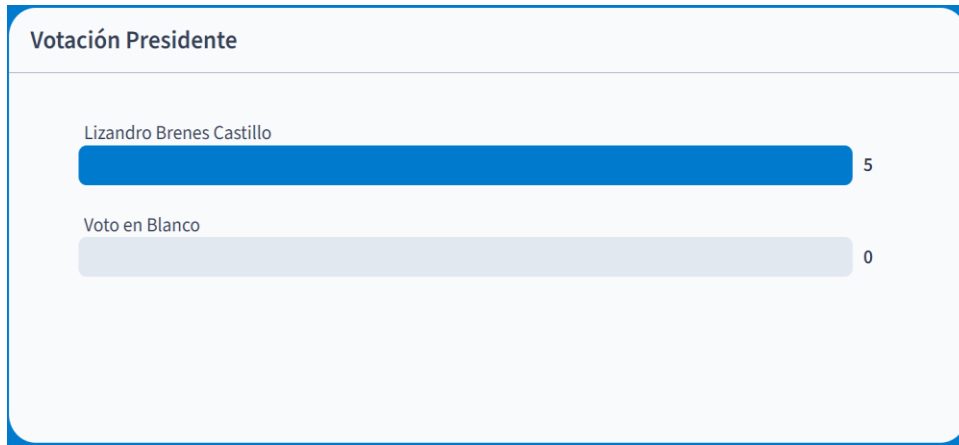 Votación Presidente
Lizandro Brenes Castillo
5
Voto en Blanco
0